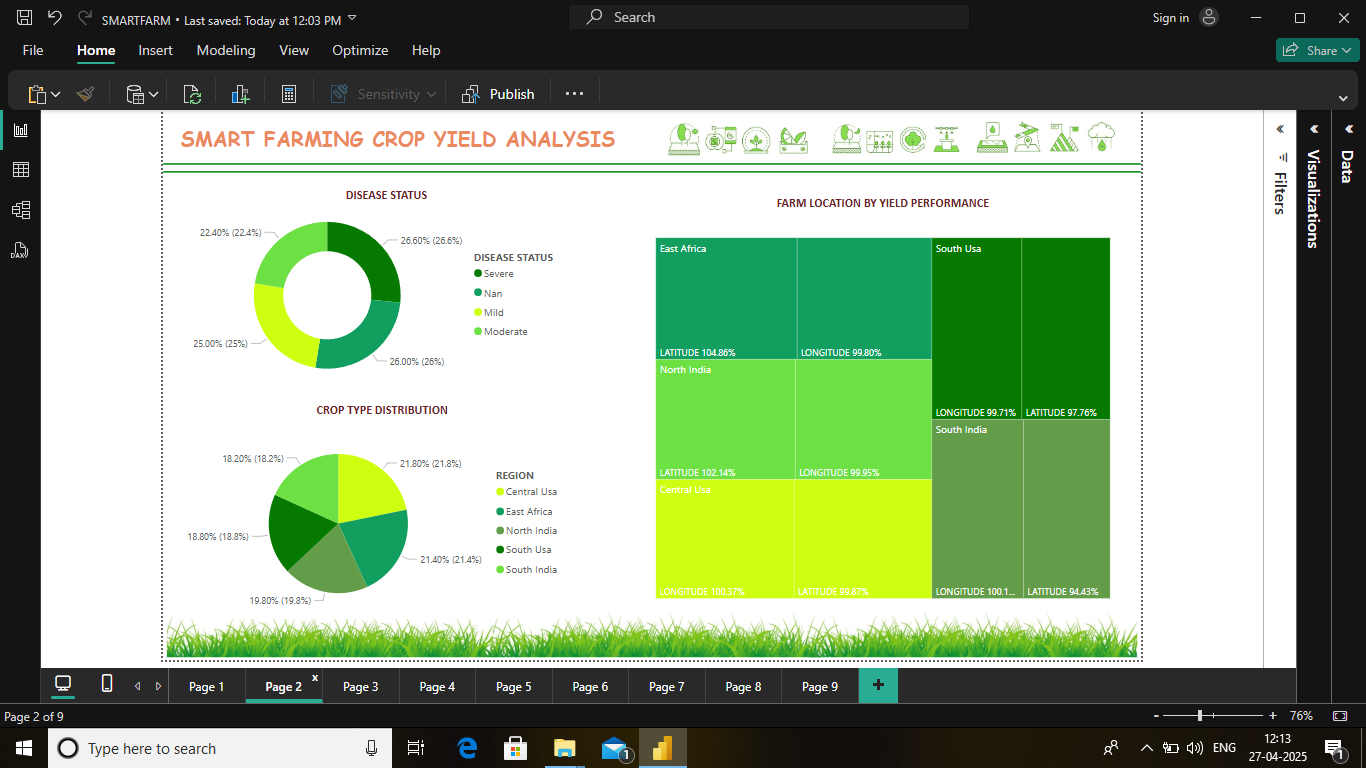 SMARTFARM • Last saved: Today at 12:03 PM
Search
Sign in
File Home Insert Modeling View Optimize Help
Share
Sensitivity
Publish
SMART FARMING CROP YIELD ANALYSIS
DISEASE STATUS
22.40% (22.4%)
26.60% (26.6%)
25.00% (25%)
26.00% (26%)
DISEASE STATUS
Severe
Nan
Mild
Moderate
CROP TYPE DISTRIBUTION
18.20% (18.2%)
21.80% (21.8%)
18.80% (18.8%)
21.40% (21.4%)
19.80% (19.8%)
REGION
Central Usa
East Africa
North India
South Usa
South India
FARM LOCATION BY YIELD PERFORMANCE
East Africa
LATITUDE 104.86%
LONGITUDE 99.80%
North India
LATITUDE 102.14%
LONGITUDE 99.95%
Central Usa
LONGITUDE 100.37%
LATITUDE 99.87%
South Usa
LONGITUDE 99.71%
LATITUDE 97.76%
South India
LONGITUDE 100.1...
LATITUDE 94.43%
Filters
Visualizations
Data
DAX
Page 1
Page 2
x
Page 3
Page 4
Page 5
Page 6
Page 7
Page 8
Page 9
+
Page 2 of 9
- + 76%
Type here to search
1
ENG
12:13
27-04-2025
1